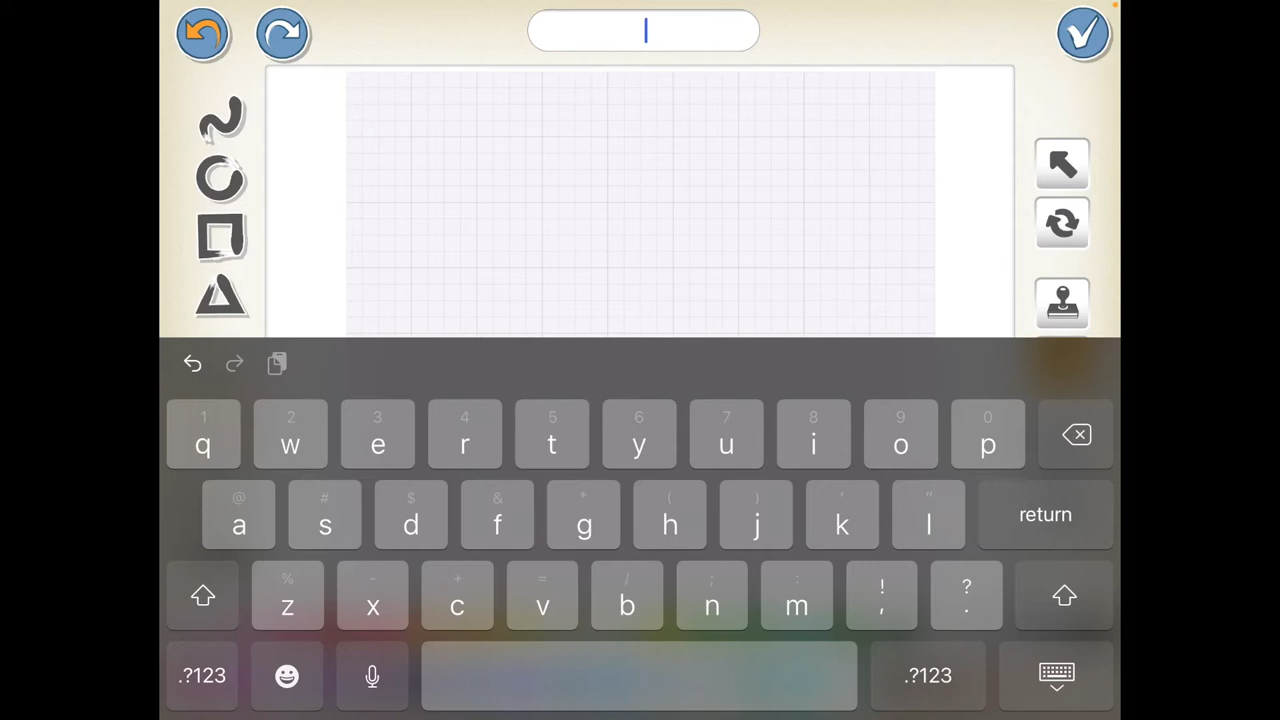 1 2 3 4 5 6 7 8 9 0
q w e r t y u i o p
@ # $ & * ( ) ' "
a s d f g h j k l return
% - + = / ; : ! ?
z x c v b n m , .
.?123 .?123